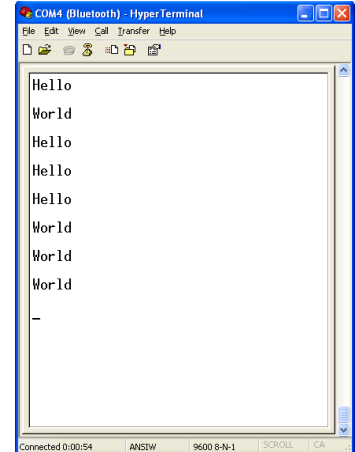 COM4 (Bluetooth) - HyperTerminal
File Edit View Call Transfer Help
Hello
World
Hello
Hello
Hello
World
World
World
_
Connected 0:00:54 ANSIW 9600 8-N-1 SCROLL CA